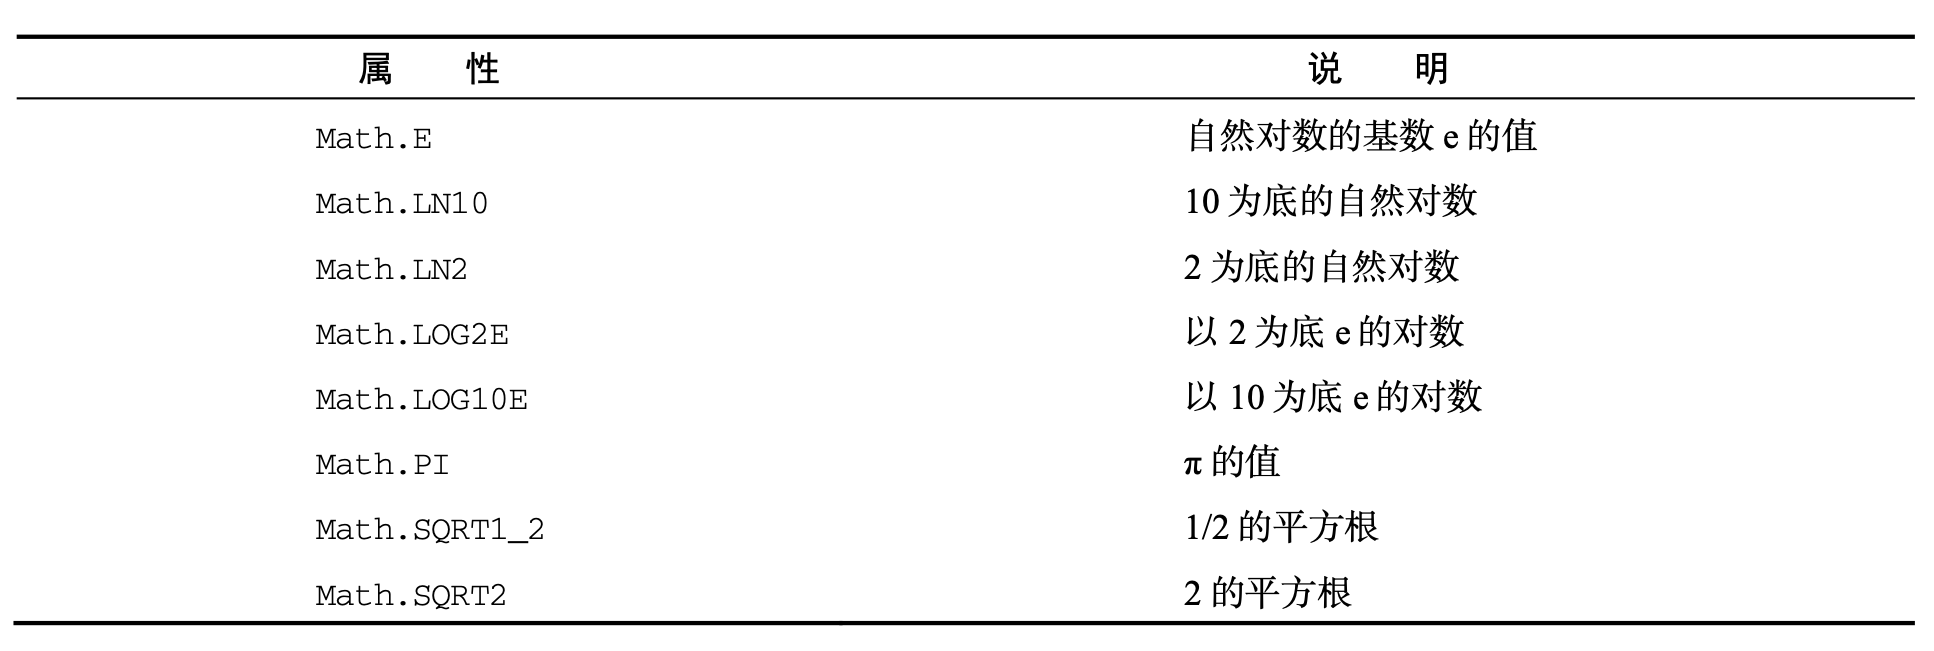 属 性 说 明
Math.E 自然对数的基数 e 的值
Math.LN10 10 为底的自然对数
Math.LN2 2 为底的自然对数
Math.LOG2E 以 2 为底 e 的对数
Math.LOG10E 以 10 为底 e 的对数
Math.PI π 的值
Math.SQRT1_2 1/2 的平方根
Math.SQRT2 2 的平方根